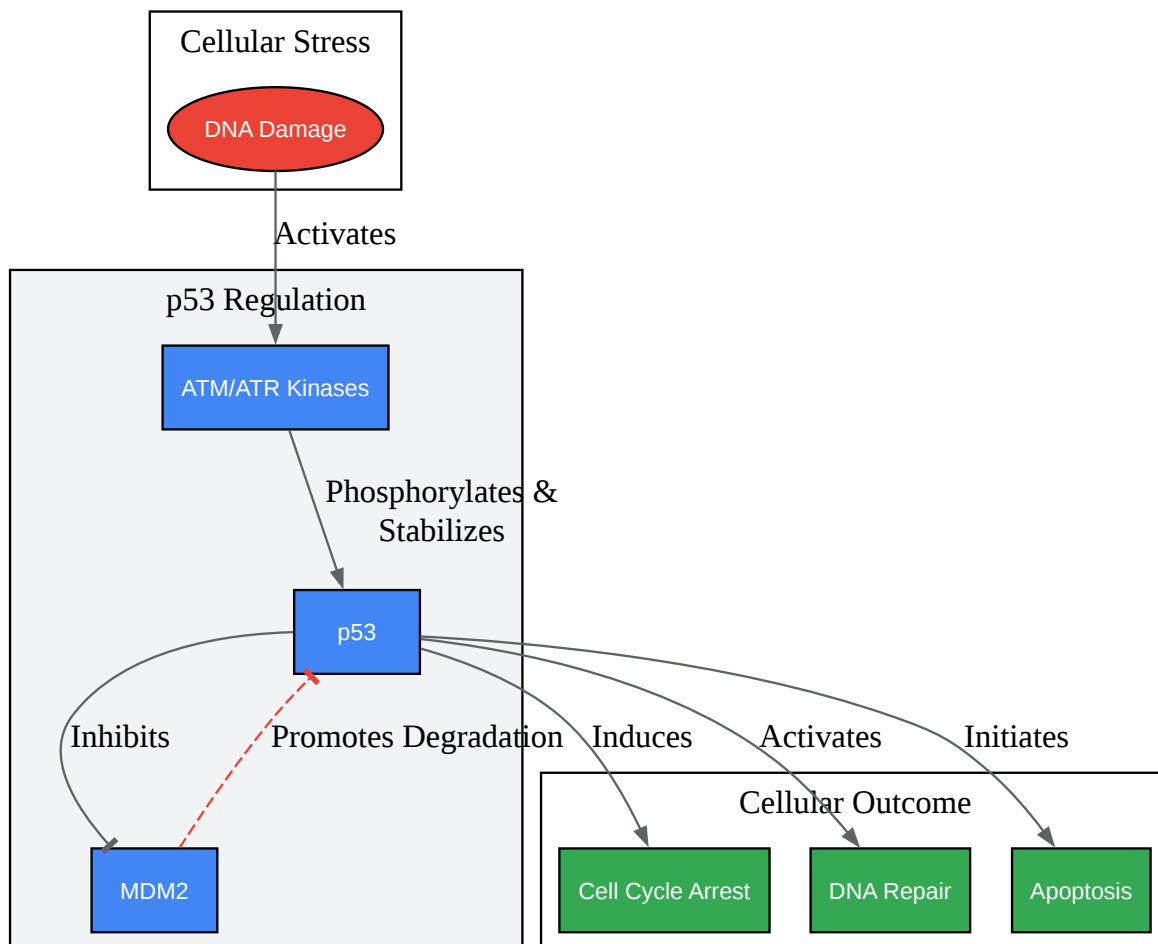 Cellular Stress
DNA Damage
Activates
p53 Regulation
ATM/ATR Kinases
Phosphorylates &
Stabilizes
p53
Inhibits
Promotes Degradation
Induces
Activates
Initiates
Cellular Outcome
MDM2
Cell Cycle Arrest
DNA Repair
Apoptosis